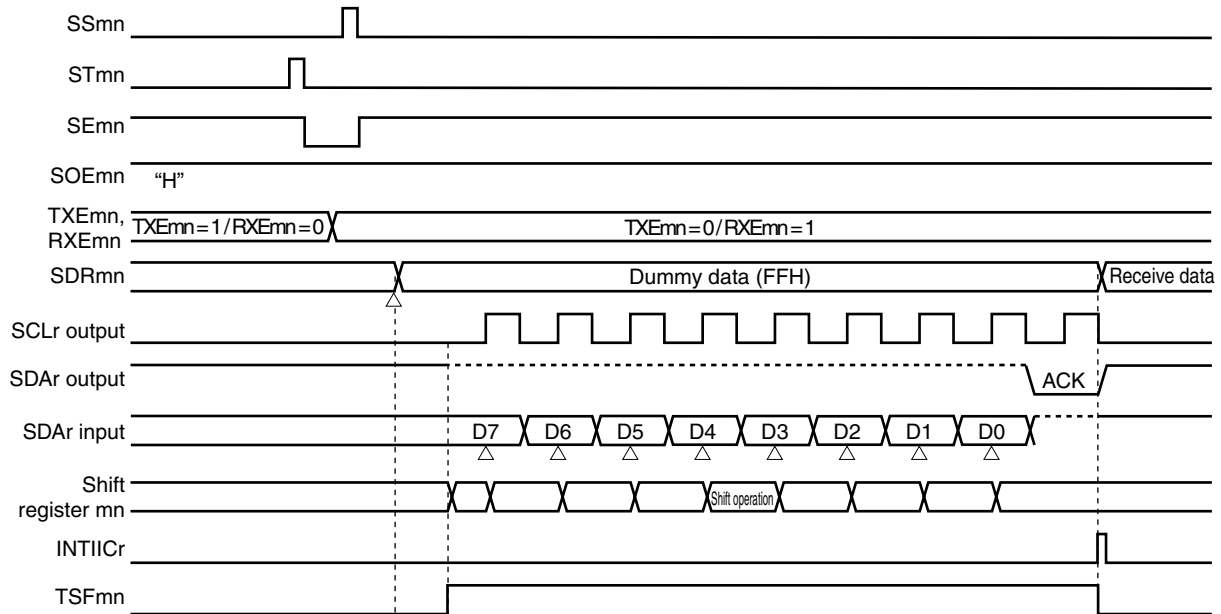 SSmn
STmn
SEmn
SOEmn “H”
TXEmn,
RXEmn
TXEmn=1/RXEmn=0 TXEmn=0/RXEmn=1
SDRmn Dummy data (FFH) Receive data
SCLr output
SDAr output ACK
SDAr input D7 D6 D5 D4 D3 D2 D1 D0
Shift
register mn
Shift operation
INTIICr
TSFmn